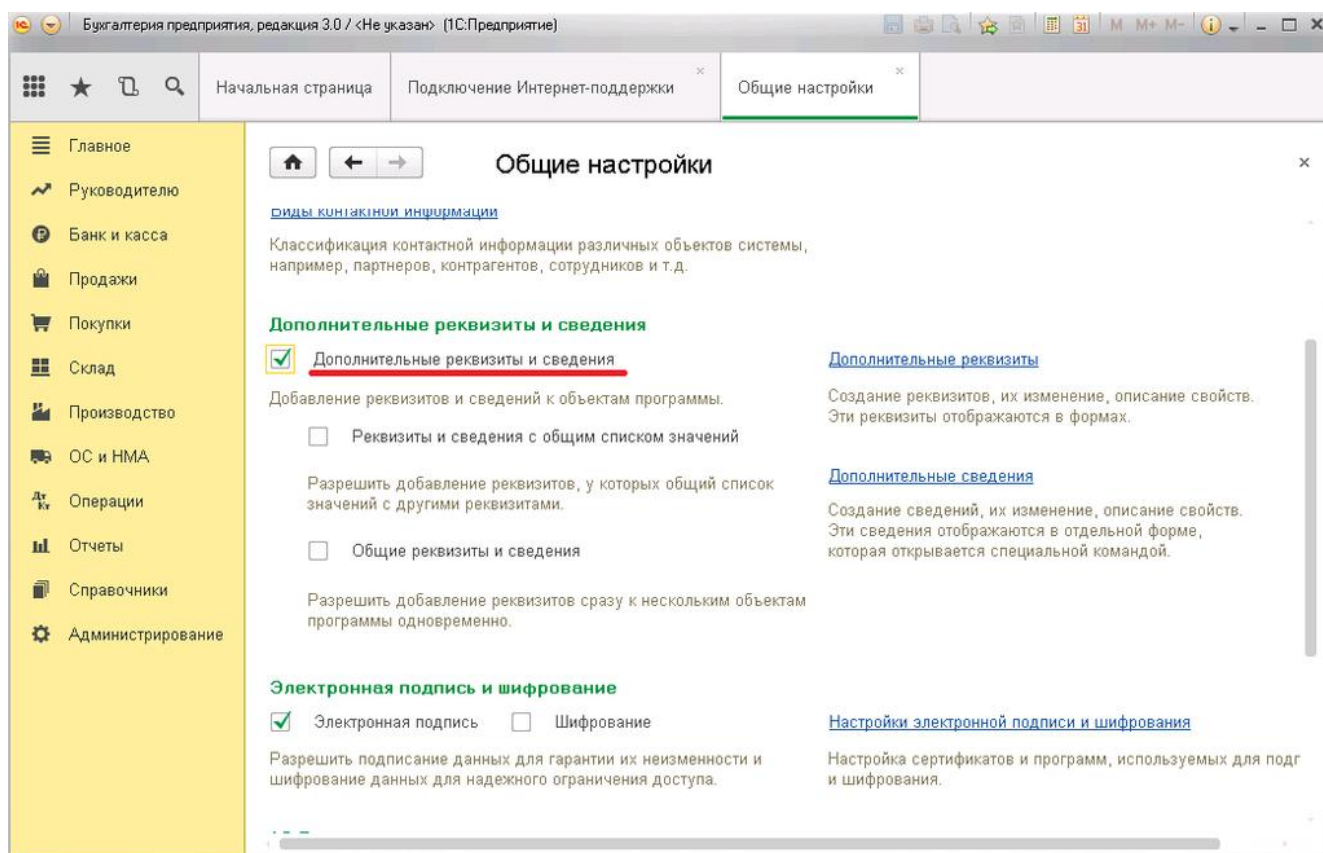 Бухгалтерия предприятия, редакция 3.0 / <Не указан> (1С:Предприятие)
31 M M+ M-
Начальная страница
Подключение Интернет-поддержки
Общие настройки
Главное
Руководителю
Банк и касса
Продажи
Покупки
Склад
Производство
ОС и НМА
Операции
Отчеты
Справочники
Администрирование
Общие настройки
Виды контактной информации
Классификация контактной информации различных объектов системы,
например, партнеров, контрагентов, сотрудников и т.д.
Дополнительные реквизиты и сведения
Дополнительные реквизиты и сведения
Добавление реквизитов и сведений к объектам программы.
Реквизиты и сведения с общим списком значений
Разрешить добавление реквизитов, у которых общий список
значений с другими реквизитами.
Общие реквизиты и сведения
Разрешить добавление реквизитов сразу к нескольким объектам
программы одновременно.
Дополнительные реквизиты
Создание реквизитов, их изменение, описание свойств.
Эти реквизиты отображаются в формах.
Дополнительные сведения
Создание сведений, их изменение, описание свойств.
Эти сведения отображаются в отдельной форме,
которая открывается специальной командой.
Электронная подпись и шифрование
Электронная подпись
Шифрование
Разрешить подписание данных для гарантии их неизменности и
шифрование данных для надежного ограничения доступа.
Настройки электронной подписи и шифрования
Настройка сертификатов и программ, используемых для подг
и шифрования.